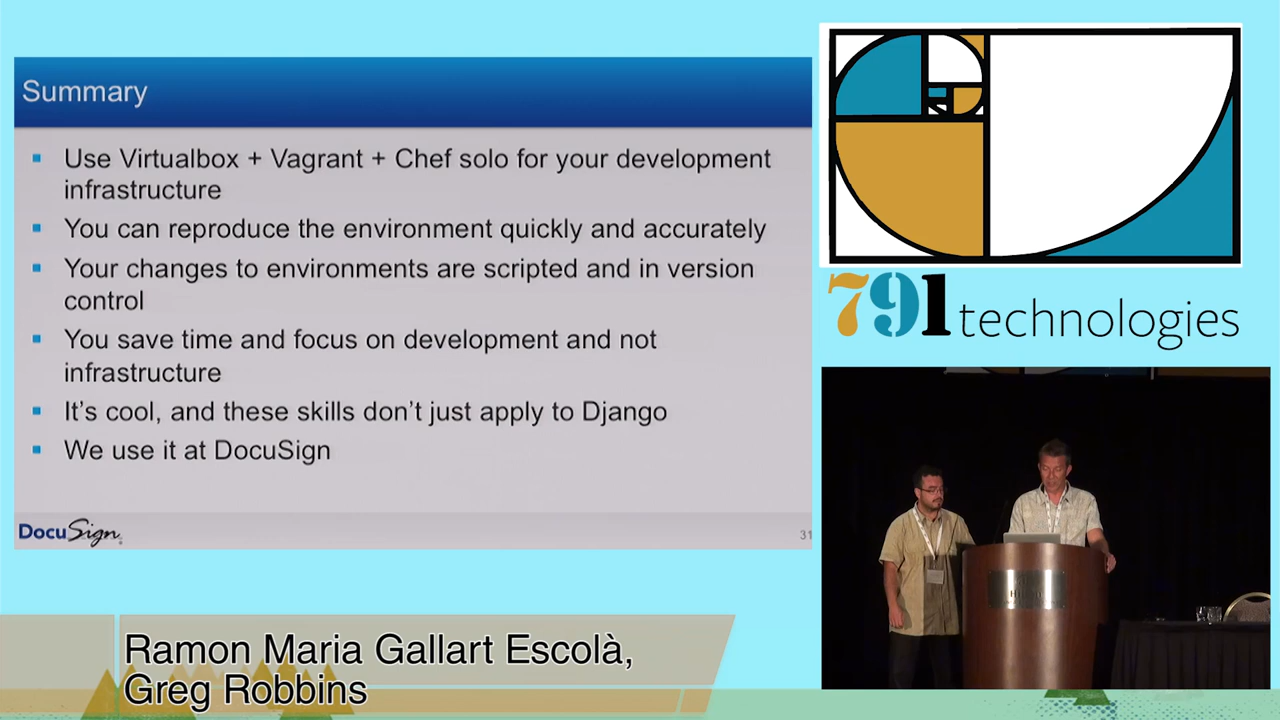 Summary
Use Virtualbox + Vagrant + Chef solo for your development
infrastructure
You can reproduce the environment quickly and accurately
Your changes to environments are scripted and in version
control
You save time and focus on development and not
infrastructure
It's cool, and these skills don't just apply to Django
We use it at DocuSign
DocuSign
31
791 technologies
Ramon Maria Gallart Escolà,
Greg Robbins